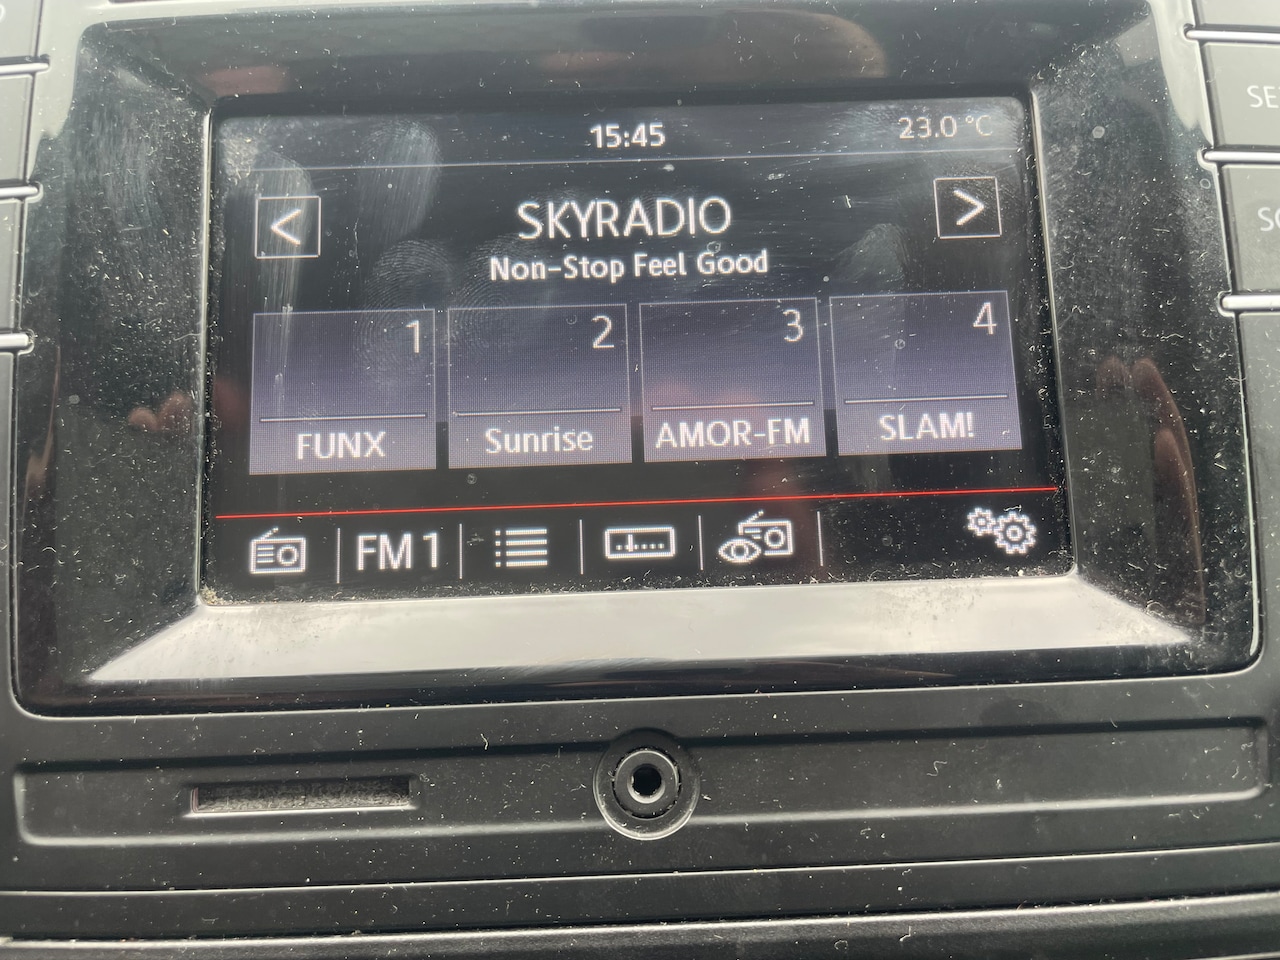 15:45
23.0 °C
<
SKYRADIO
>
Non-Stop Feel Good
1
2
3
4
FUNX
Sunrise
AMOR-FM
SLAM!
FM 1